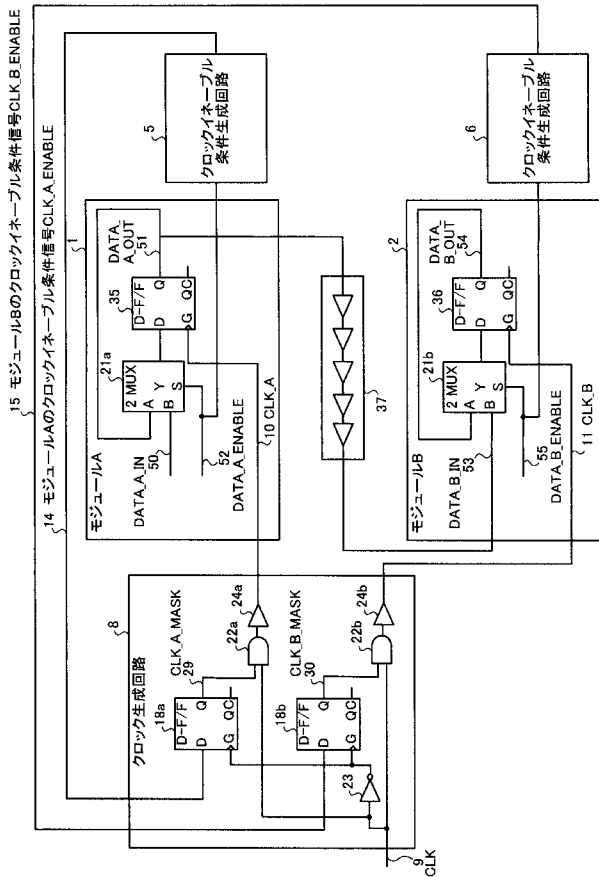 15 モジュールBのクロックイネーブル条件信号CLK_B_ENABLE
14 モジュールAのクロックイネーブル条件信号CLK_A_ENABLE
5
クロックイネーブル
条件生成回路
6
クロックイネーブル
条件生成回路
1
モジュールA
DATA_
A_OUT
51
35
D-F/F
D
Q
G
QC
21a
2 MUX
A
Y
B
S
DATA_A_IN
50
52
DATA_A_ENABLE
10 CLK_A
37
2
モジュールB
DATA_
B_OUT
54
36
D-F/F
D
Q
G
QC
21b
2 MUX
A
Y
B
S
DATA_B_IN
53
55
DATA_B_ENABLE
11 CLK_B
8
クロック生成回路
CLK_A_MASK
29
24a
22a
18a
D-F/F
D
Q
G
QC
CLK_B_MASK
30
24b
22b
18b
D-F/F
D
Q
G
QC
23
9
CLK